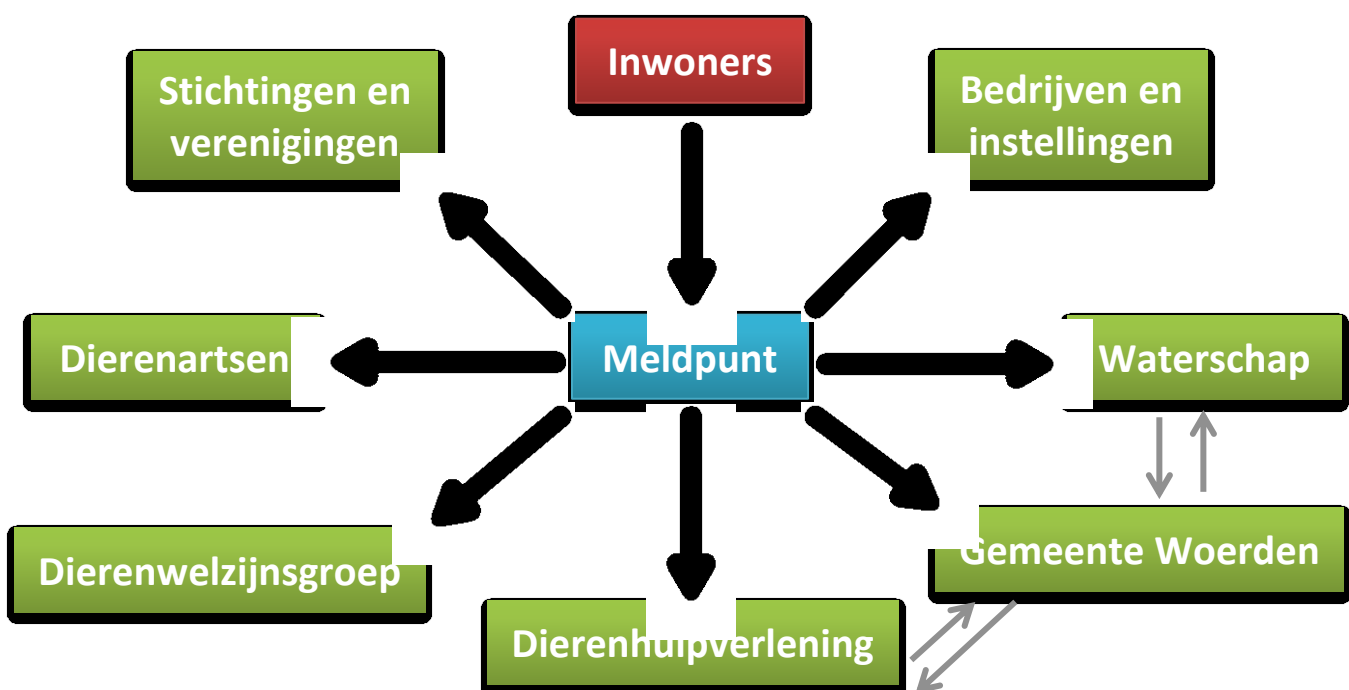 Inwoners
Stichtingen en
verenigingen
Bedrijven en
instellingen
Dierenartsen
Meldpunt
Waterschap
Dierenwelzijnsgroep
Gemeente Woerden
Dierenhulpverlening